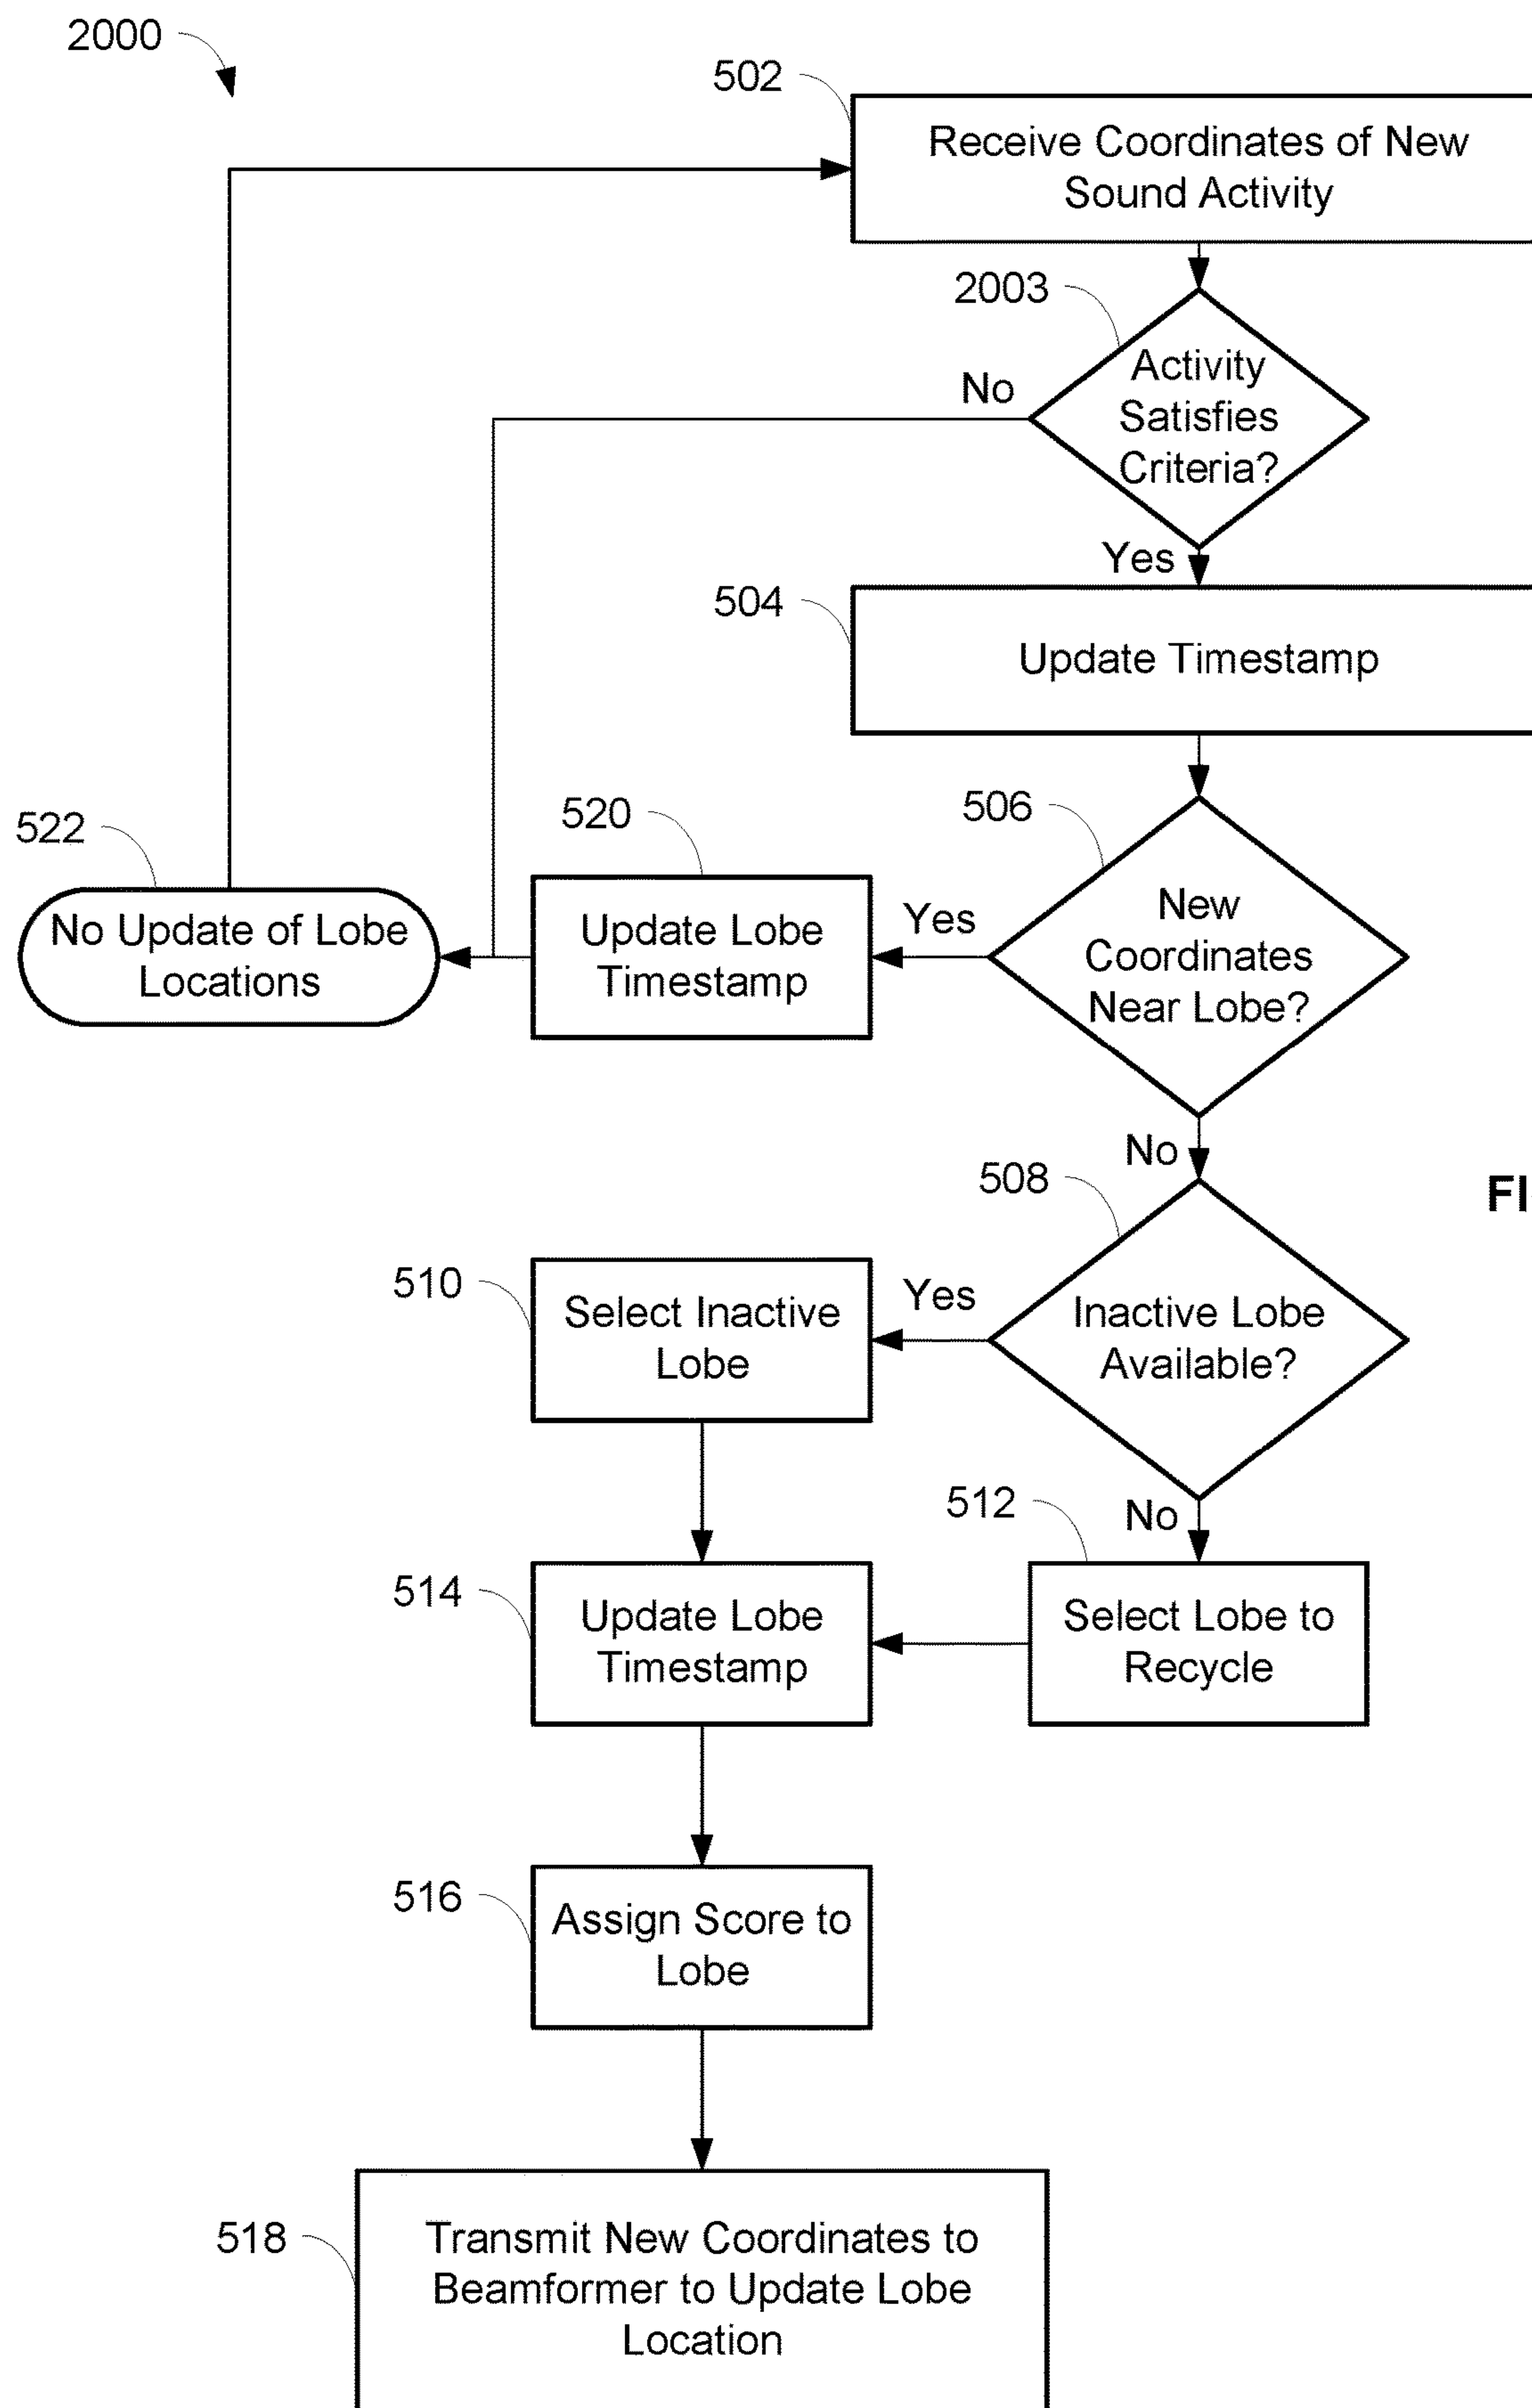 2000
502
Receive Coordinates of New
Sound Activity
2003
No
Activity
Satisfies
Criteria?
Yes
504
Update Timestamp
522
No Update of Lobe
Locations
520
Update Lobe
Timestamp
Yes
506
New
Coordinates
Near Lobe?
No
508
FI
510
Select Inactive
Lobe
Yes
Inactive Lobe
Available?
No
512
514
Update Lobe
Timestamp
Select Lobe to
Recycle
516
Assign Score to
Lobe
518
Transmit New Coordinates to
Beamformer to Update Lobe
Location